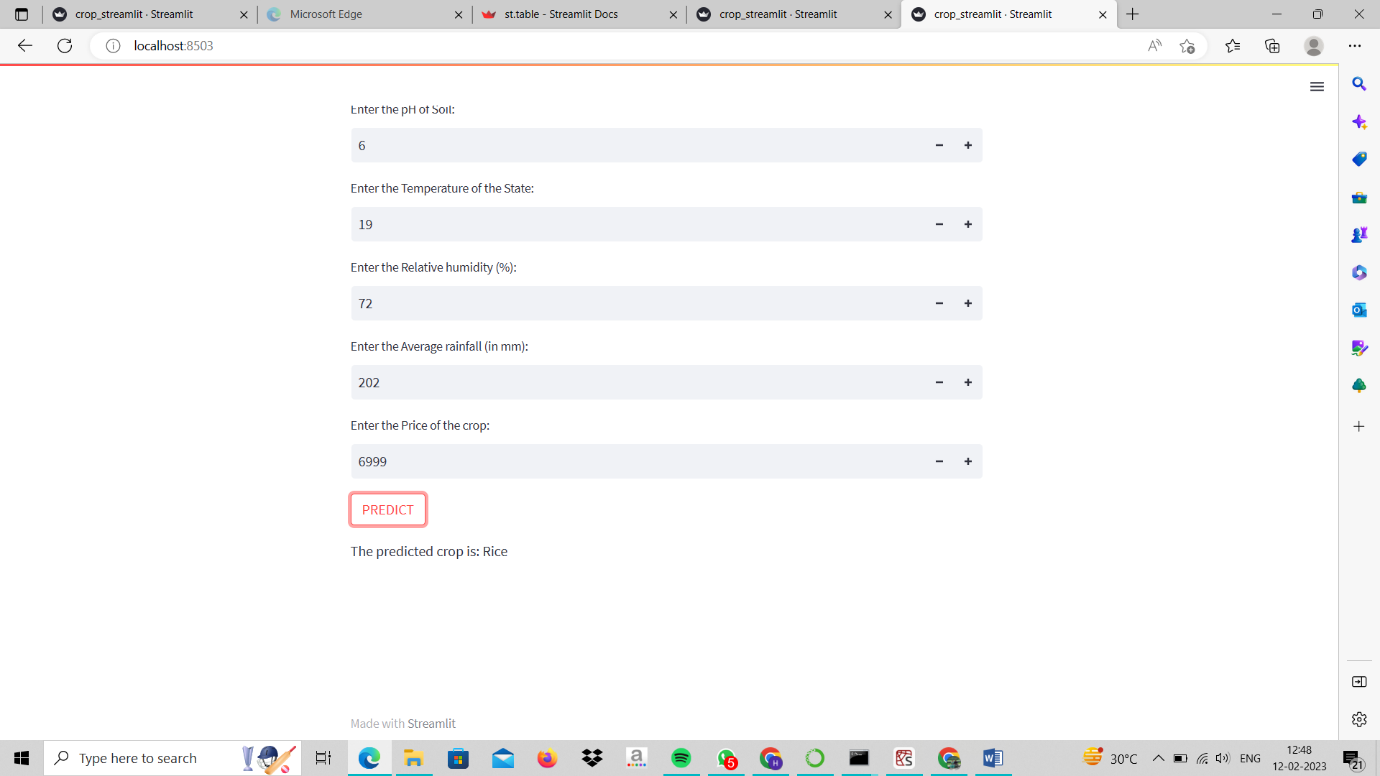 crop_streamlit · Streamlit
Microsoft Edge
st.table - Streamlit Docs
crop_streamlit · Streamlit
crop_streamlit · Streamlit
localhost:8503
Enter the pH of Soil:
6
Enter the Temperature of the State:
19
Enter the Relative humidity (%):
72
Enter the Average rainfall (in mm):
202
Enter the Price of the crop:
6999
PREDICT
The predicted crop is: Rice
Made with Streamlit
Type here to search
5
H
30°C
ENG
12:48
12-02-2023
21